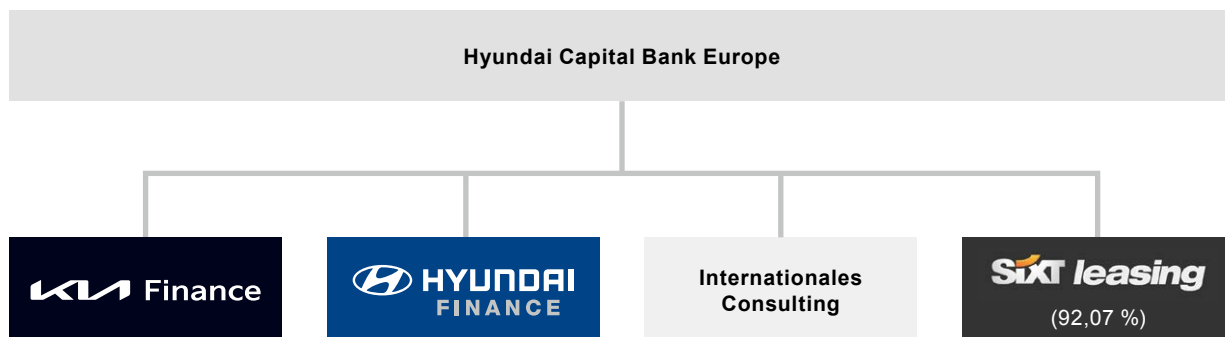 Hyundai Capital Bank Europe
KIA Finance
HYUNDAI
FINANCE
Internationales
Consulting
SIXT leasing
(92,07 %)